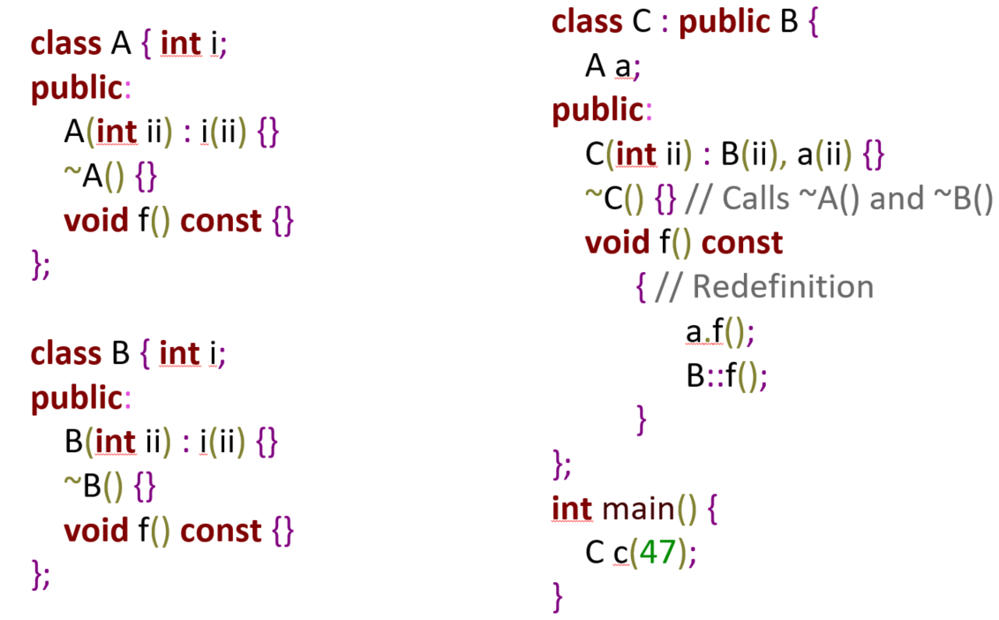 class A { int i;
public:
A(int ii) : i(ii) {}
~A() {}
void f() const {}
};
class B { int i;
public:
B(int ii) : i(ii) {}
~B() {}
void f() const {}
};
class C : public B {
A a;
public:
C(int ii) : B(ii), a(ii) {}
~C() {} // Calls ~A() and ~B()
void f() const
{ // Redefinition
a.f();
B::f();
}
};
int main() {
C c(47);
}